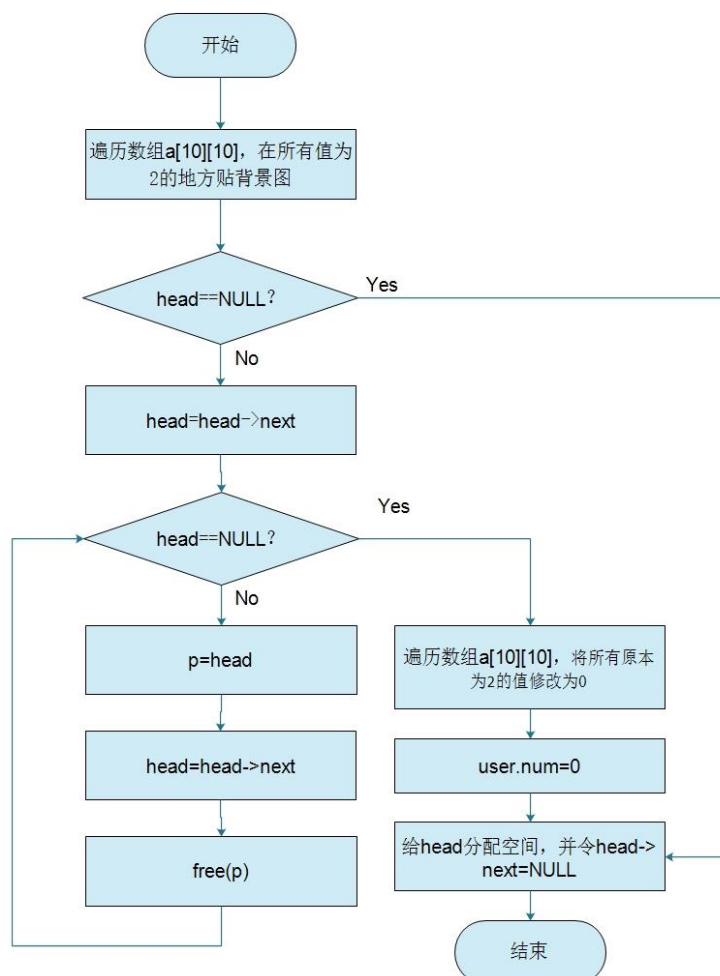 开始
遍历数组a[10][10]，在所有值为
2的地方贴背景图
head==NULL？
Yes
No
head=head->next
head==NULL？
Yes
No
p=head
head=head->next
free(p)
遍历数组a[10][10]，将所有原本
为2的值修改为0
user.num=0
给head分配空间，并令head->
next=NULL
结束